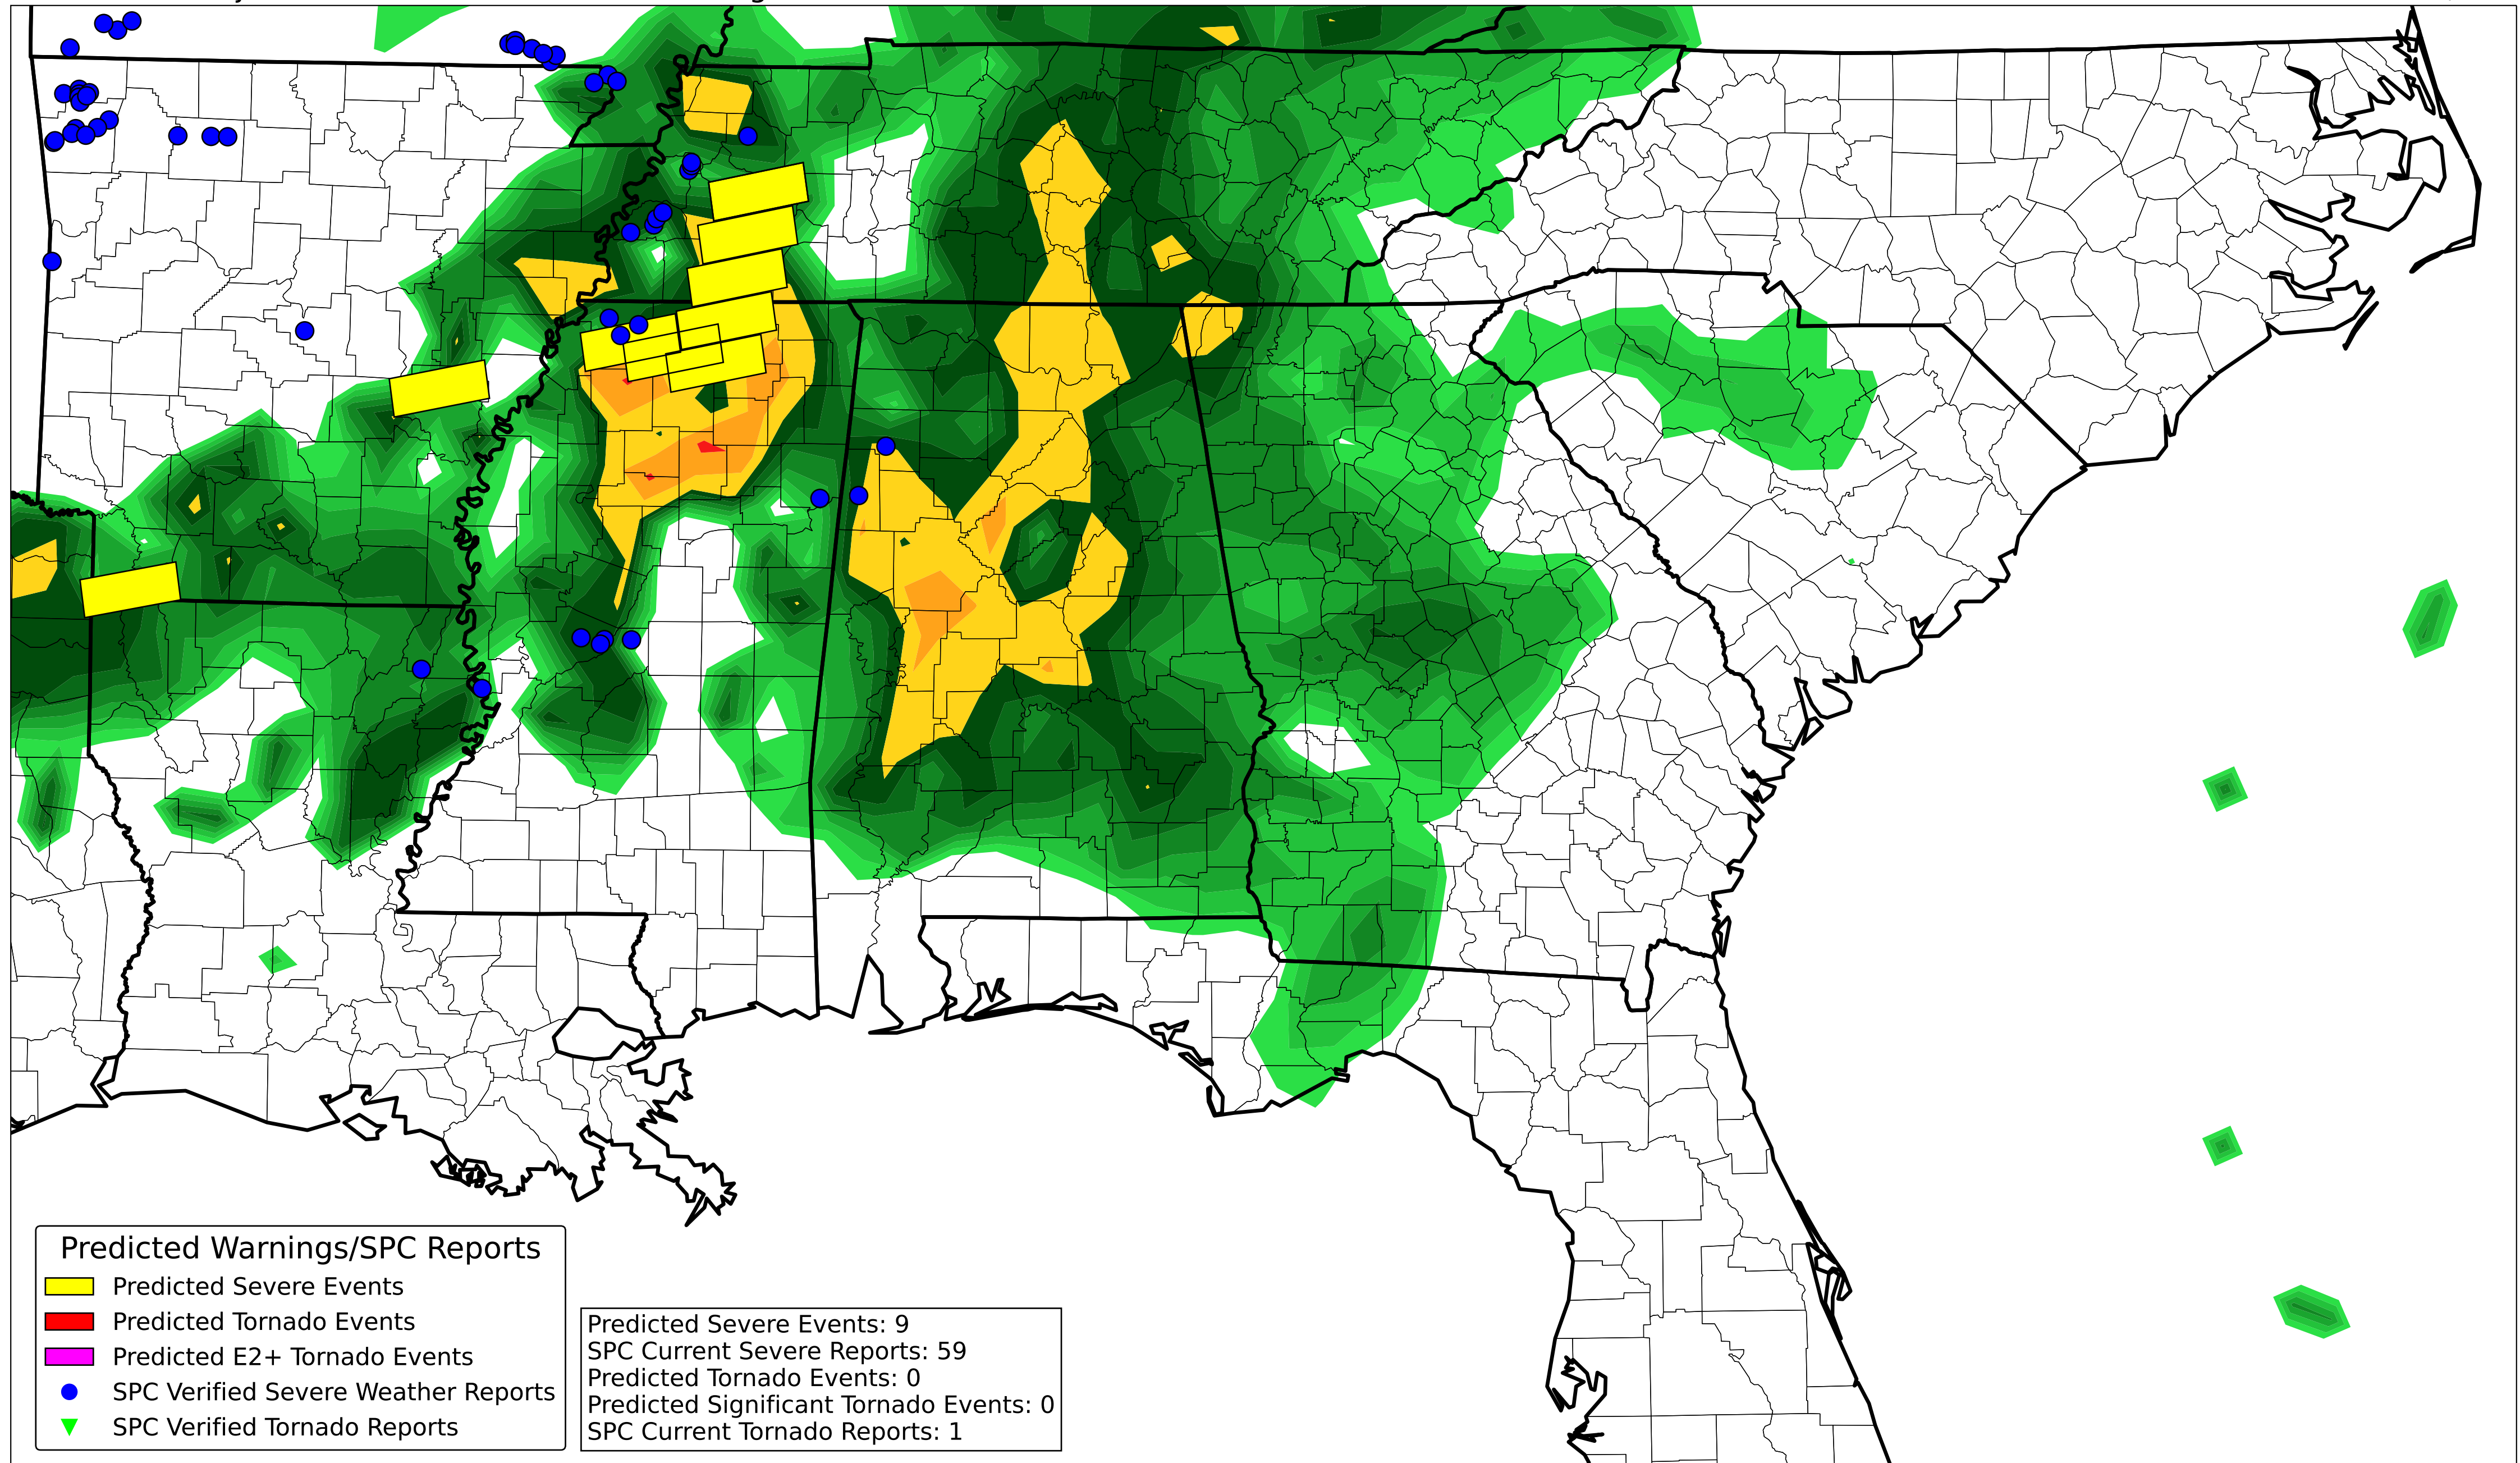 Predicted Warnings/SPC Reports
Predicted Severe Events
Predicted Tornado Events
Predicted E2+ Tornado Events
SPC Verified Severe Weather Reports
SPC Verified Tornado Reports
Predicted Severe Events: 9
SPC Current Severe Reports: 59
Predicted Tornado Events: 0
Predicted Significant Tornado Events: 0
SPC Current Tornado Reports: 1